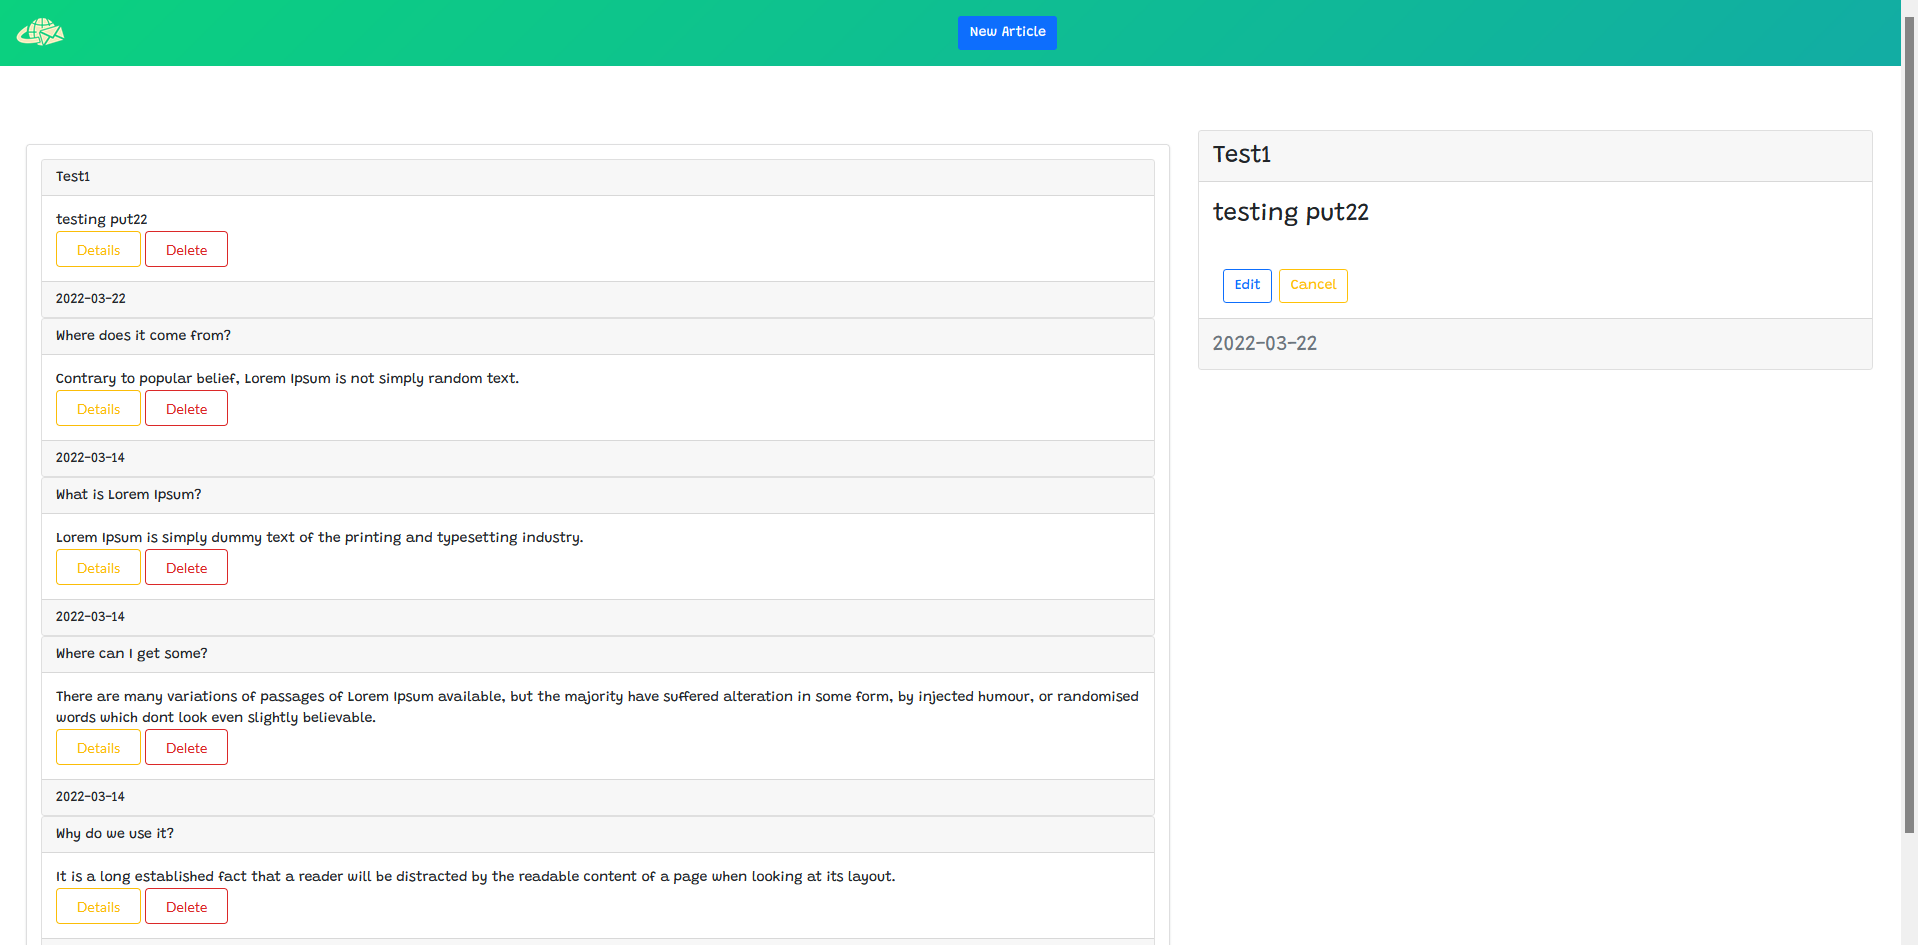 New Article
Test1
testing put22
Details Delete
2022-03-22
Where does it come from?
Contrary to popular belief, Lorem Ipsum is not simply random text.
Details Delete
2022-03-14
What is Lorem Ipsum?
Lorem Ipsum is simply dummy text of the printing and typesetting industry.
Details Delete
2022-03-14
Where can I get some?
There are many variations of passages of Lorem Ipsum available, but the majority have suffered alteration in some form, by injected humour, or randomised
words which dont look even slightly believable.
Details Delete
2022-03-14
Why do we use it?
It is a long established fact that a reader will be distracted by the readable content of a page when looking at its layout.
Details Delete
Test1
testing put22
Edit Cancel
2022-03-22